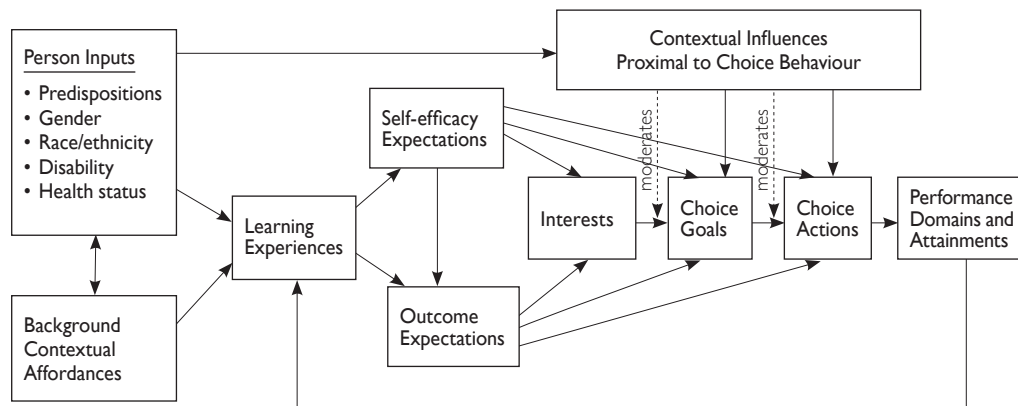 Person Inputs
• Predispositions
• Gender
• Race/ethnicity
• Disability
• Health status
Background
Contextual
Affordances
Learning
Experiences
Self-efficacy
Expectations
Outcome
Expectations
Contextual Influences
Proximal to Choice Behaviour
moderates
moderates
Interests
Choice
Goals
Choice
Actions
Performance
Domains and
Attainments